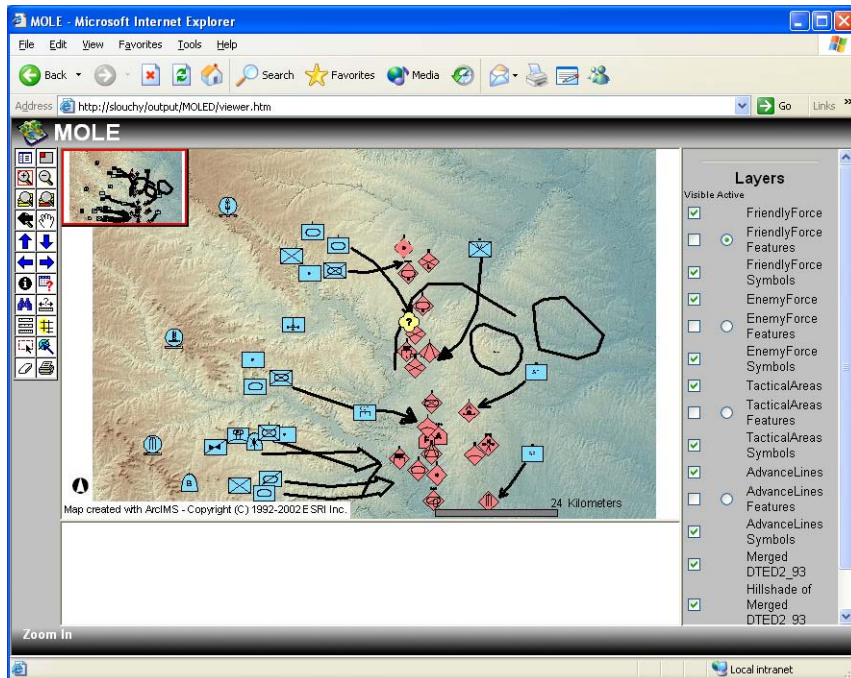 MOLE - Microsoft Internet Explorer
File Edit View Favorites Tools Help
Back Search Favorites Media
Address http://slouchy/output/MOLED/viewer.htm Go Links »
MOLE
Layers
Visible Active
FriendlyForce
FriendlyForce
Features
FriendlyForce
Symbols
EnemyForce
EnemyForce
Features
EnemyForce
Symbols
TacticalAreas
TacticalAreas
Features
TacticalAreas
Symbols
AdvanceLines
AdvanceLines
Features
AdvanceLines
Symbols
Merged
DTED2_93
Hillshade of
Merged
DTED2_93
?
B
24 Kilometers
Map created with ArcIMS - Copyright (C) 1992-2002 ESRI Inc.
Zoom In
Local intranet